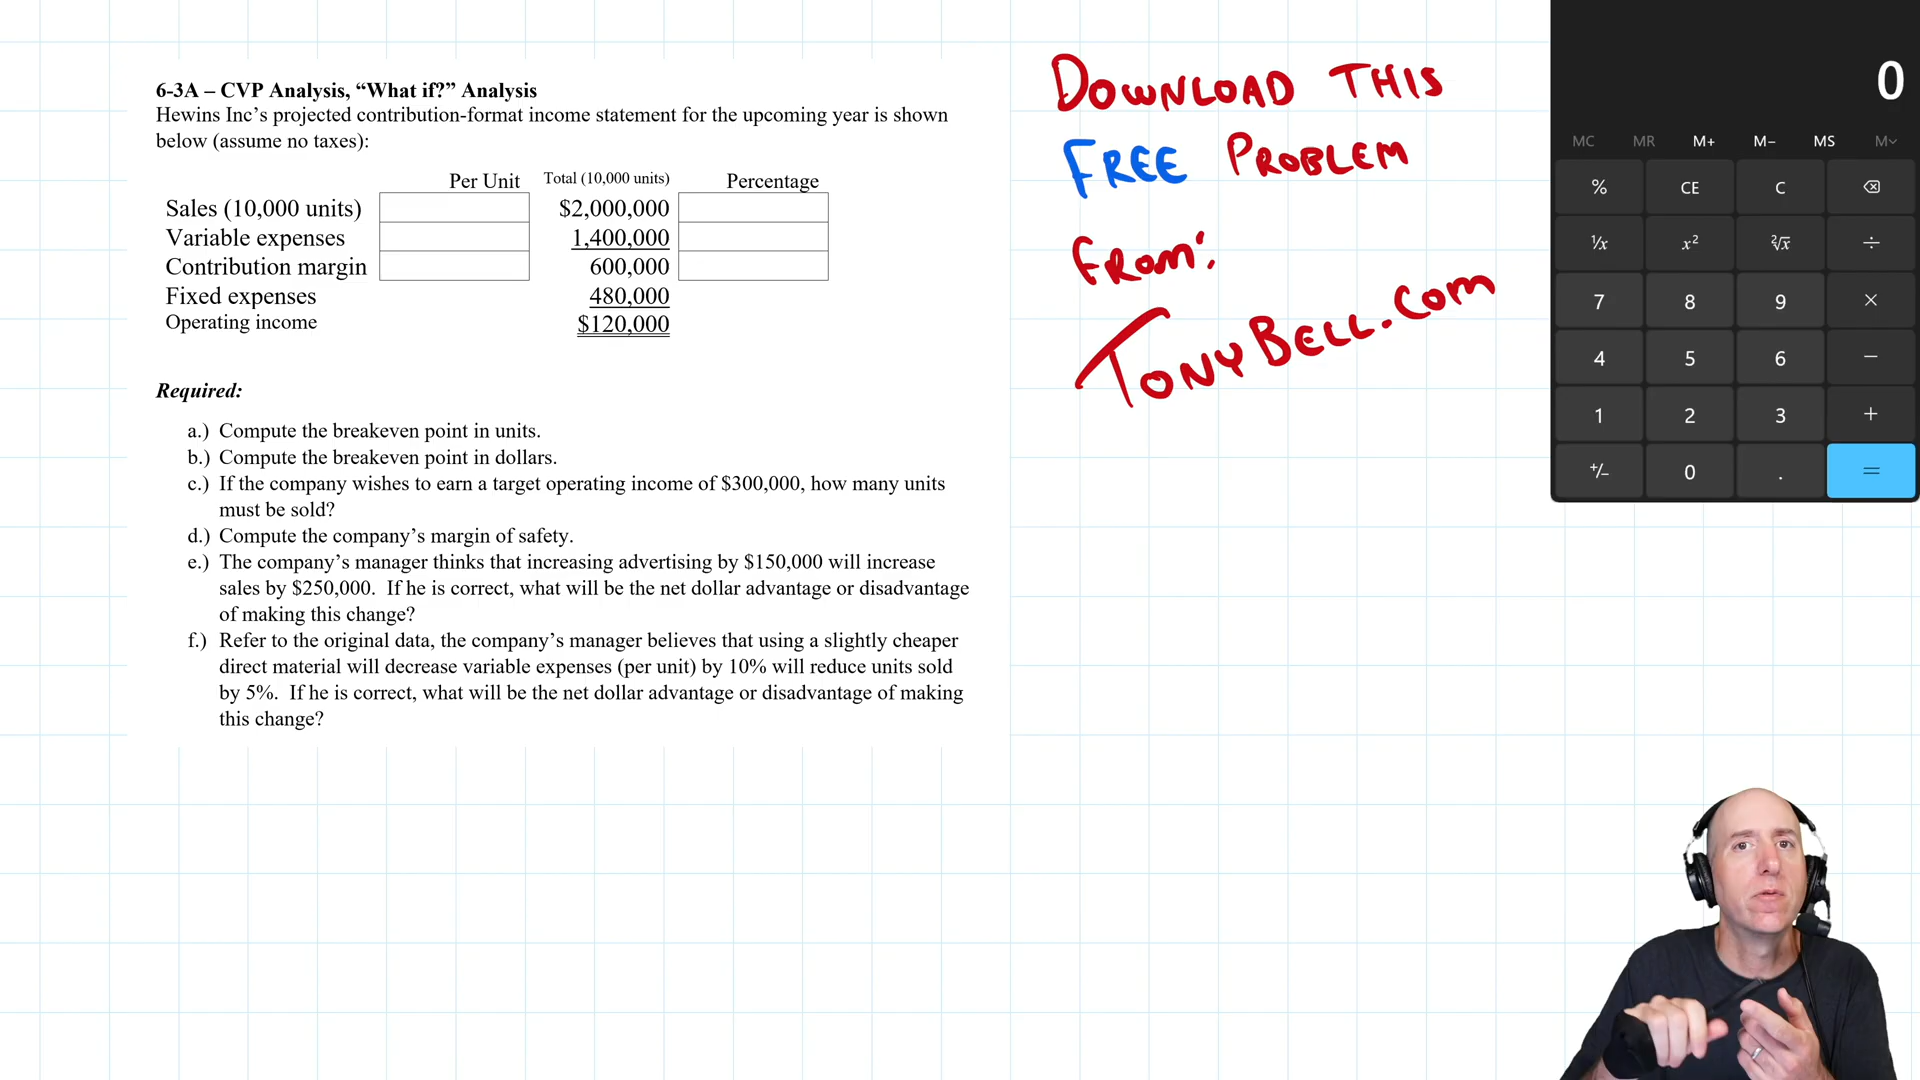 6-3A – CVP Analysis, “What if?” Analysis
Hewins Inc’s projected contribution-format income statement for the upcoming year is shown
below (assume no taxes):
Per Unit Total (10,000 units) Percentage
Sales (10,000 units) $2,000,000
Variable expenses 1,400,000
Contribution margin 600,000
Fixed expenses 480,000
Operating income $120,000
Required:
a.) Compute the breakeven point in units.
b.) Compute the breakeven point in dollars.
c.) If the company wishes to earn a target operating income of $300,000, how many units
must be sold?
d.) Compute the company’s margin of safety.
e.) The company’s manager thinks that increasing advertising by $150,000 will increase
sales by $250,000. If he is correct, what will be the net dollar advantage or disadvantage
of making this change?
f.) Refer to the original data, the company’s manager believes that using a slightly cheaper
direct material will decrease variable expenses (per unit) by 10% will reduce units sold
by 5%. If he is correct, what will be the net dollar advantage or disadvantage of making
this change?
DOWNLOAD THIS
FREE PROBLEM
FROM:
TONYBELL.COM
0
MC MR M+ M− MS M˅
% CE C ⌫
¹/x x² ²√x ÷
7 8 9 ×
4 5 6 −
1 2 3 +
+/− 0 . =